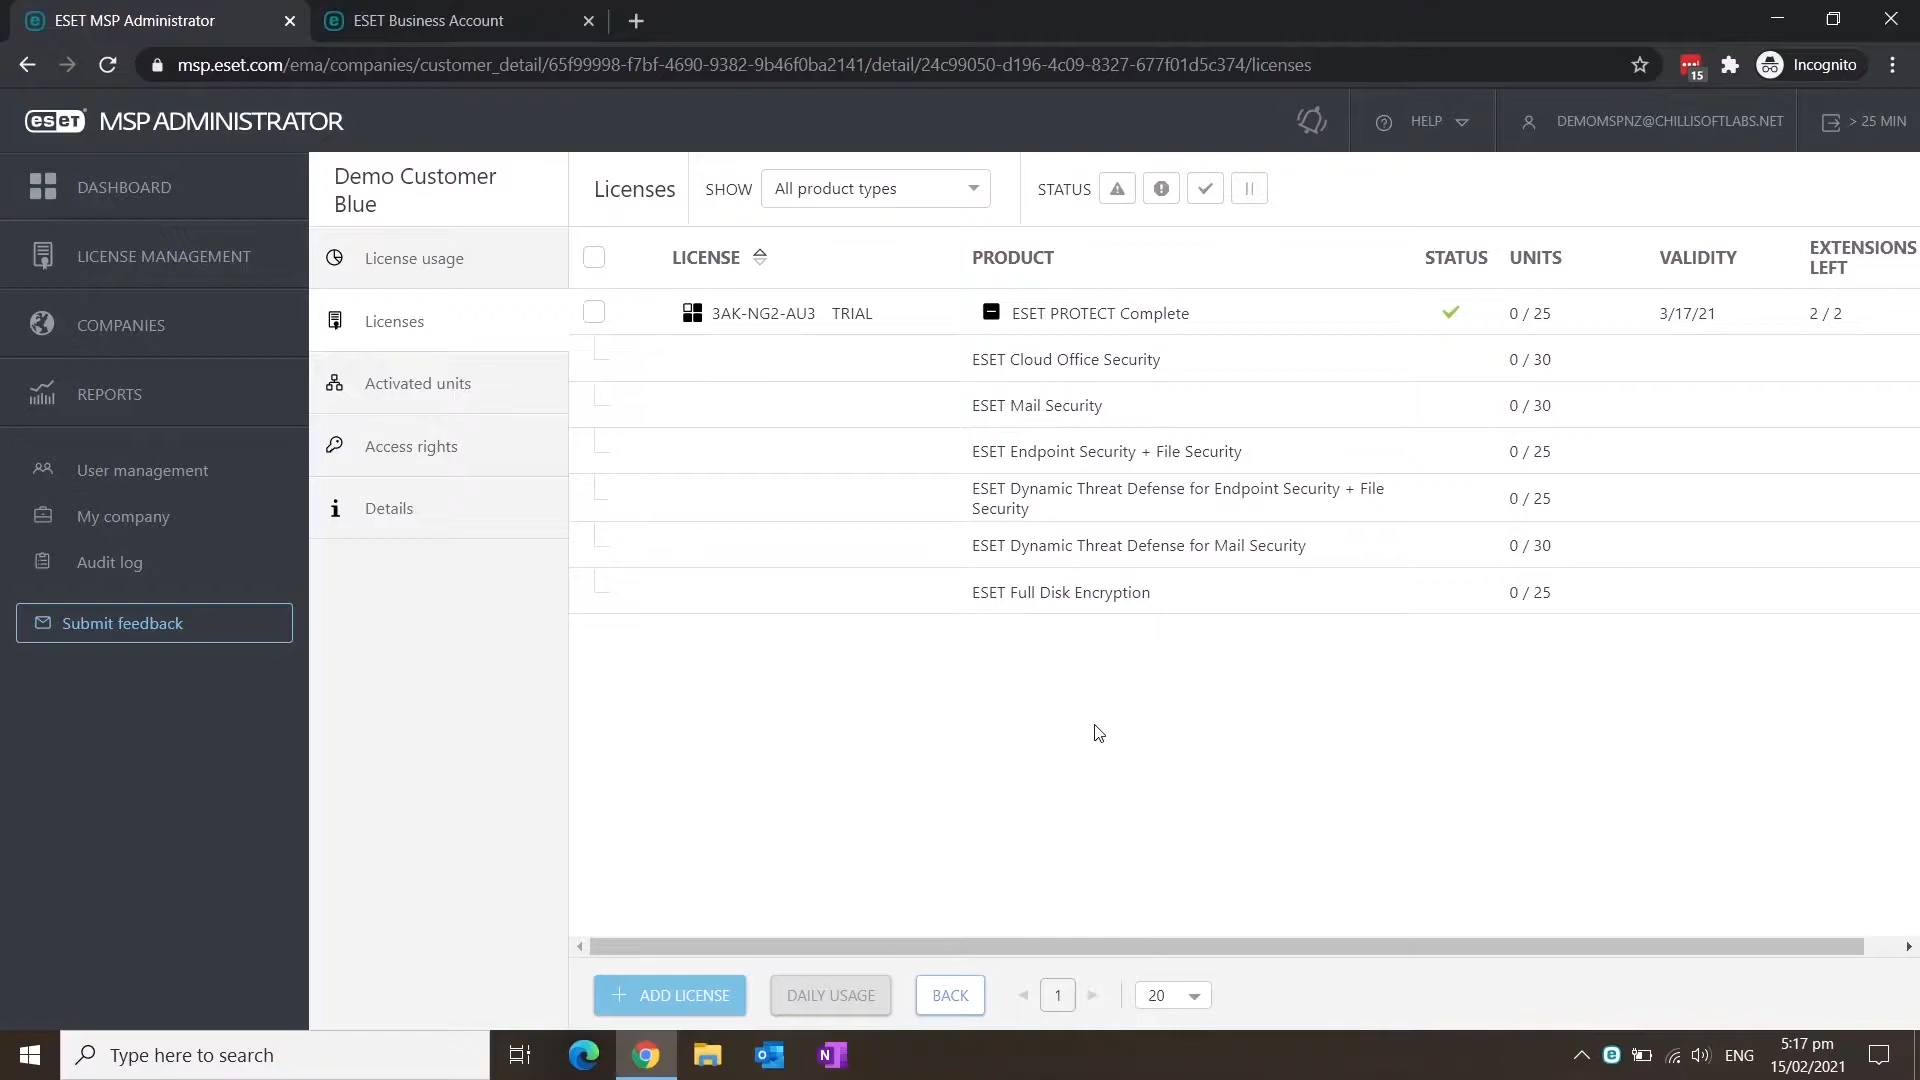 ESET MSP Administrator
ESET Business Account
msp.eset.com/ema/companies/customer_detail/65f99998-f7bf-4690-9382-9b46f0ba2141/detail/24c99050-d196-4c09-8327-677f01d5c374/licenses
15
Incognito
eset MSP ADMINISTRATOR
HELP
DEMOMSPNZ@CHILLISOFTLABS.NET
> 25 MIN
DASHBOARD
LICENSE MANAGEMENT
COMPANIES
REPORTS
User management
My company
Audit log
Submit feedback
Demo Customer
Blue
License usage
Licenses
Activated units
Access rights
Details
Licenses
SHOW
All product types
STATUS
LICENSE PRODUCT STATUS UNITS VALIDITY EXTENSIONS
LEFT
3AK-NG2-AU3 TRIAL ESET PROTECT Complete 0 / 25 3/17/21 2 / 2
ESET Cloud Office Security 0 / 30
ESET Mail Security 0 / 30
ESET Endpoint Security + File Security 0 / 25
ESET Dynamic Threat Defense for Endpoint Security + File
Security 0 / 25
ESET Dynamic Threat Defense for Mail Security 0 / 30
ESET Full Disk Encryption 0 / 25
+ ADD LICENSE
DAILY USAGE
BACK
1
20
Type here to search
ENG
5:17 pm
15/02/2021